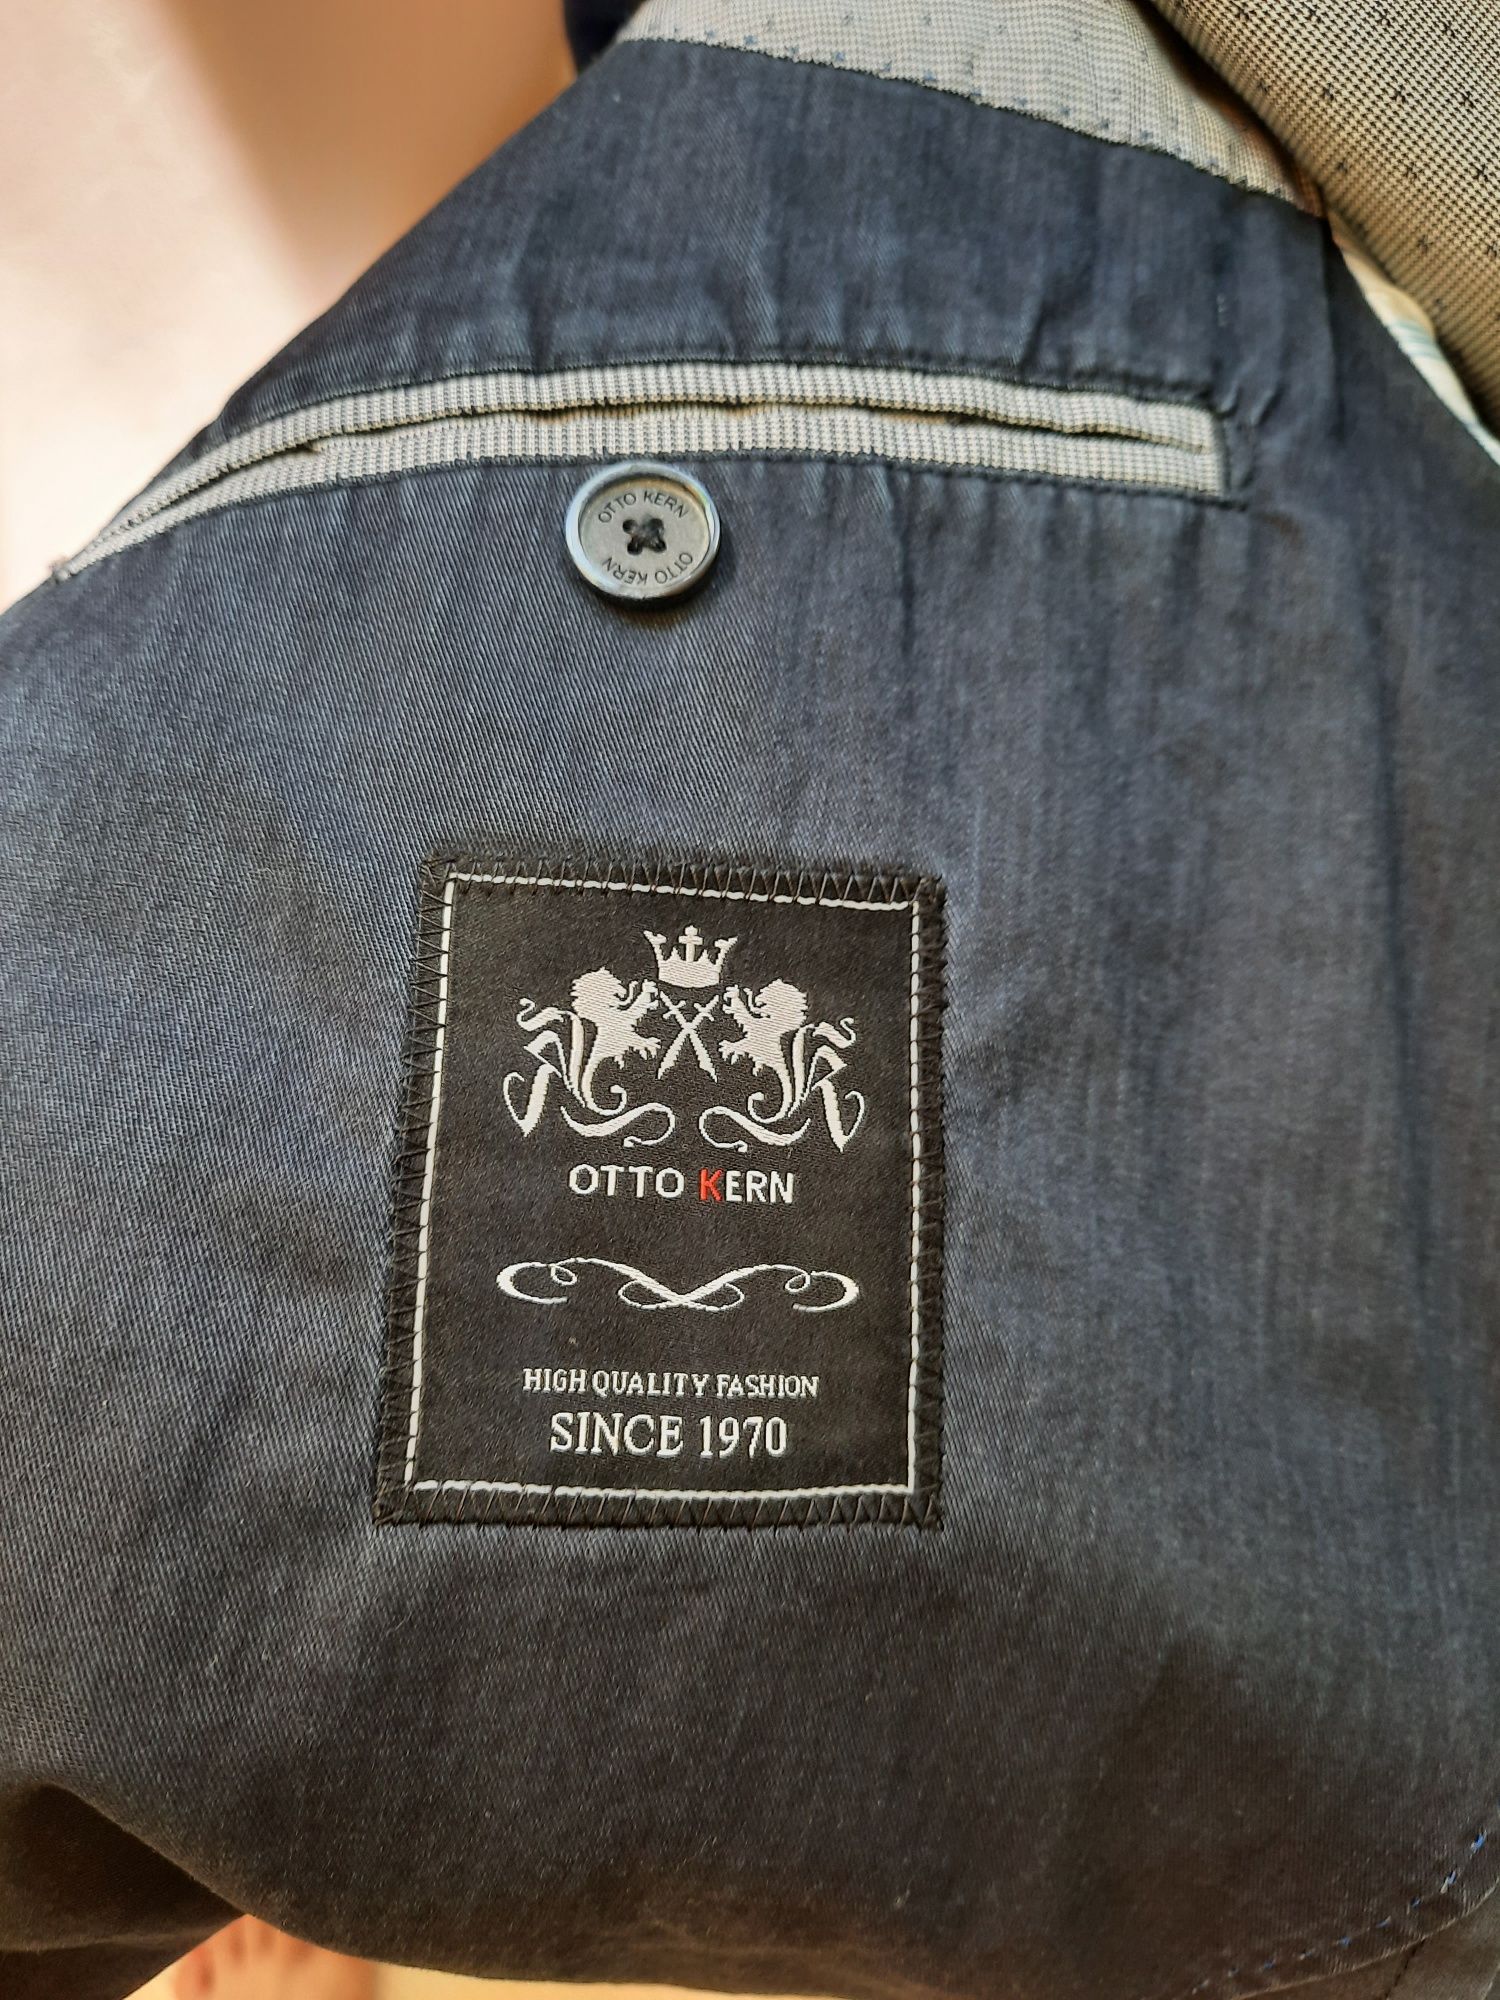 OTTO KERN
OTTO KERN
OTTO KERN
HIGH QUALITY FASHION
SINCE 1970